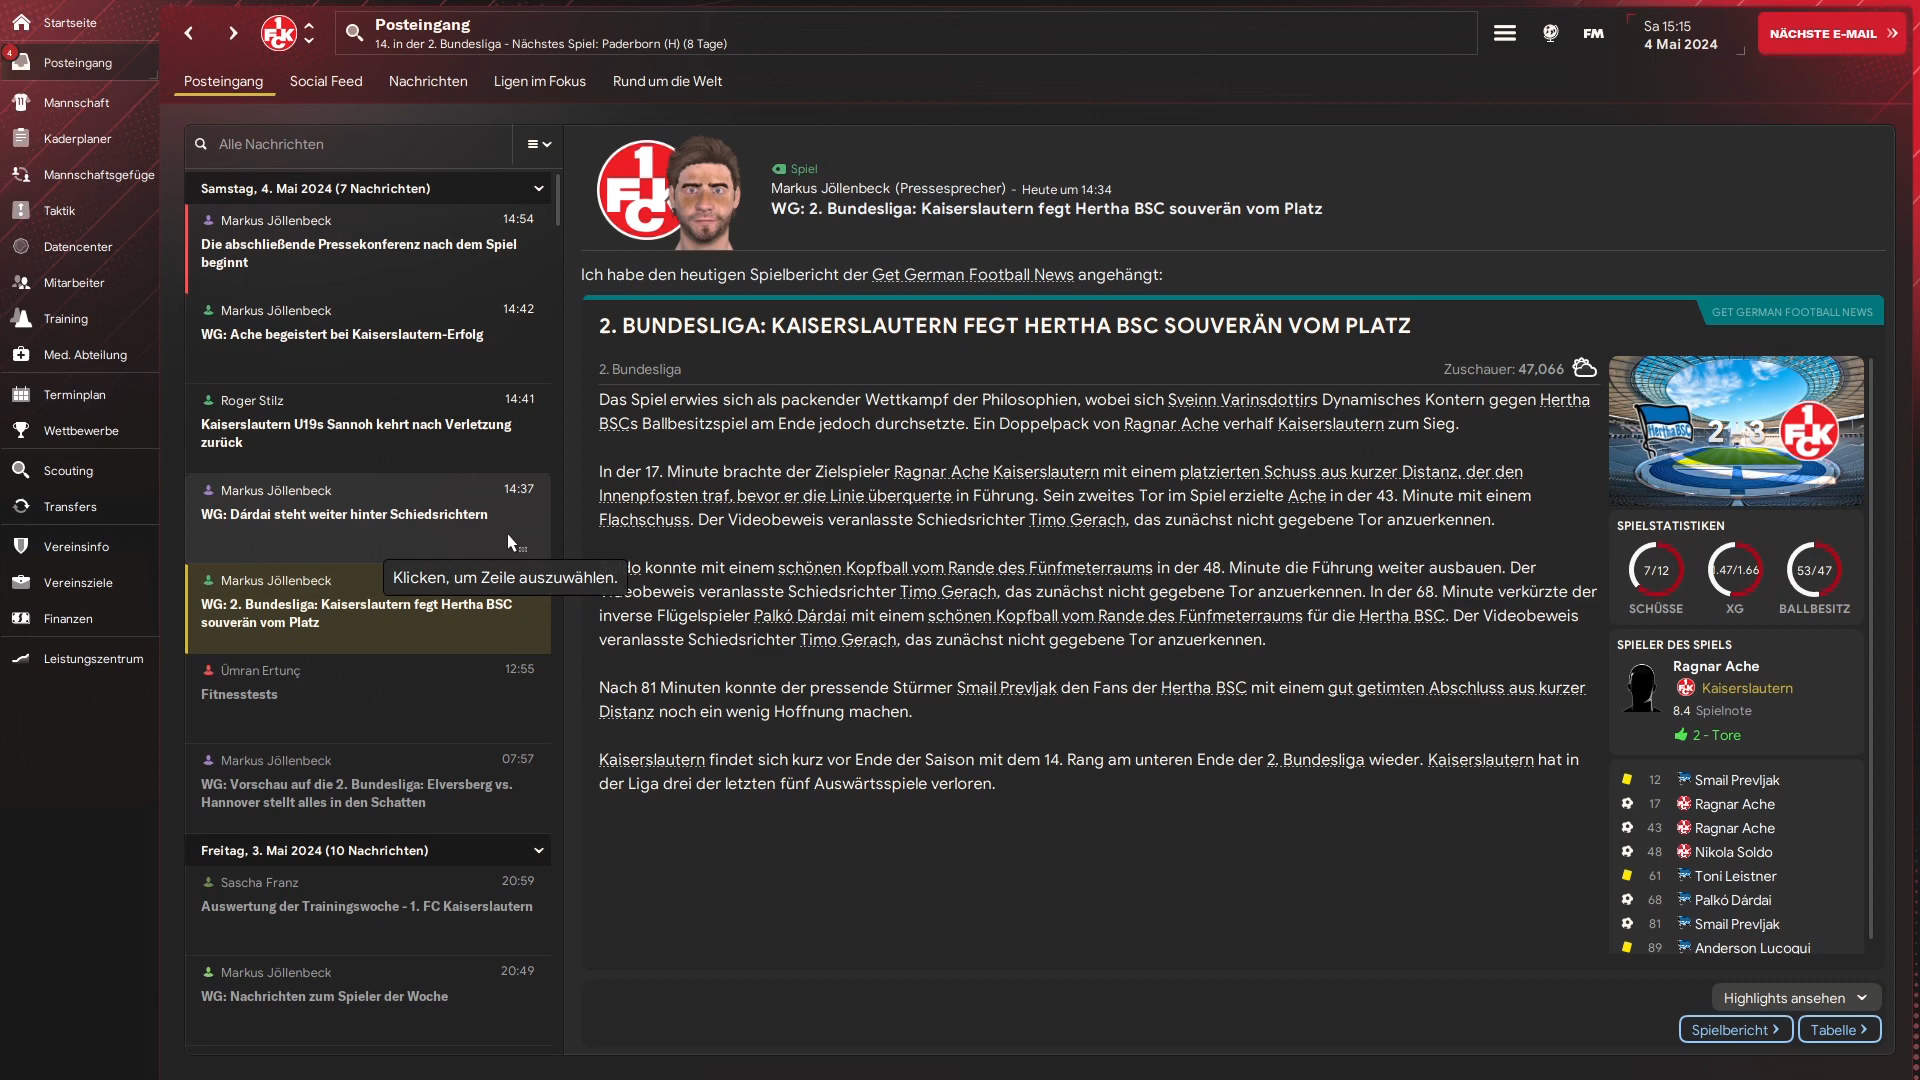 Startseite
4
Posteingang
Mannschaft
Kaderplaner
Mannschaftsgefüge
Taktik
Datencenter
Mitarbeiter
Training
Med. Abteilung
Terminplan
Wettbewerbe
Scouting
Transfers
Vereinsinfo
Vereinsziele
Finanzen
Leistungszentrum
Posteingang
14. in der 2. Bundesliga - Nächstes Spiel: Paderborn (H) (8 Tage)
FM
Sa 15:15
4 Mai 2024
NÄCHSTE E-MAIL
Posteingang Social Feed Nachrichten Ligen im Fokus Rund um die Welt
Alle Nachrichten
Samstag, 4. Mai 2024 (7 Nachrichten)
Markus Jöllenbeck 14:54
Die abschließende Pressekonferenz nach dem Spiel
beginnt
Markus Jöllenbeck 14:42
WG: Ache begeistert bei Kaiserslautern-Erfolg
Roger Stilz 14:41
Kaiserslautern U19s Sannoh kehrt nach Verletzung
zurück
Markus Jöllenbeck 14:37
WG: Dárdai steht weiter hinter Schiedsrichtern
Klicken, um Zeile auszuwählen.
Markus Jöllenbeck
WG: 2. Bundesliga: Kaiserslautern fegt Hertha BSC
souverän vom Platz
Ümran Ertunç 12:55
Fitnesstests
Markus Jöllenbeck 07:57
WG: Vorschau auf die 2. Bundesliga: Elversberg vs.
Hannover stellt alles in den Schatten
Freitag, 3. Mai 2024 (10 Nachrichten)
Sascha Franz 20:59
Auswertung der Trainingswoche - 1. FC Kaiserslautern
Markus Jöllenbeck 20:49
WG: Nachrichten zum Spieler der Woche
1 FCK
Spiel
Markus Jöllenbeck (Pressesprecher) - Heute um 14:34
WG: 2. Bundesliga: Kaiserslautern fegt Hertha BSC souverän vom Platz
Ich habe den heutigen Spielbericht der Get German Football News angehängt:
GET GERMAN FOOTBALL NEWS
2. BUNDESLIGA: KAISERSLAUTERN FEGT HERTHA BSC SOUVERÄN VOM PLATZ
2. Bundesliga Zuschauer: 47,066
Das Spiel erwies sich als packender Wettkampf der Philosophien, wobei sich Sveinn Varinsdottirs Dynamisches Kontern gegen Hertha
BSCs Ballbesitzspiel am Ende jedoch durchsetzte. Ein Doppelpack von Ragnar Ache verhalf Kaiserslautern zum Sieg.
In der 17. Minute brachte der Zielspieler Ragnar Ache Kaiserslautern mit einem platzierten Schuss aus kurzer Distanz, der den
Innenpfosten traf, bevor er die Linie überquerte in Führung. Sein zweites Tor im Spiel erzielte Ache in der 43. Minute mit einem
Flachschuss. Der Videobeweis veranlasste Schiedsrichter Timo Gerach, das zunächst nicht gegebene Tor anzuerkennen.
konnte mit einem schönen Kopfball vom Rande des Fünfmeterraums in der 48. Minute die Führung weiter ausbauen. Der
Videobeweis veranlasste Schiedsrichter Timo Gerach, das zunächst nicht gegebene Tor anzuerkennen. In der 68. Minute verkürzte der
inverse Flügelspieler Palkó Dárdai mit einem schönen Kopfball vom Rande des Fünfmeterraums für die Hertha BSC. Der Videobeweis
veranlasste Schiedsrichter Timo Gerach, das zunächst nicht gegebene Tor anzuerkennen.
Nach 81 Minuten konnte der pressende Stürmer Smail Prevljak den Fans der Hertha BSC mit einem gut getimten Abschluss aus kurzer
Distanz noch ein wenig Hoffnung machen.
Kaiserslautern findet sich kurz vor Ende der Saison mit dem 14. Rang am unteren Ende der 2. Bundesliga wieder. Kaiserslautern hat in
der Liga drei der letzten fünf Auswärtsspiele verloren.
Hertha BSC 2 3 1 FCK
SPIELSTATISTIKEN
7/12 1.47/1.66 53/47
SCHÜSSE XG BALLBESITZ
SPIELER DES SPIELS
Ragnar Ache
Kaiserslautern
8.4 Spielnote
2 - Tore
12 Smail Prevljak
17 Ragnar Ache
43 Ragnar Ache
48 Nikola Soldo
61 Toni Leistner
68 Palkó Dárdai
81 Smail Prevljak
89 Anderson Lucoqui
Highlights ansehen
Spielbericht Tabelle